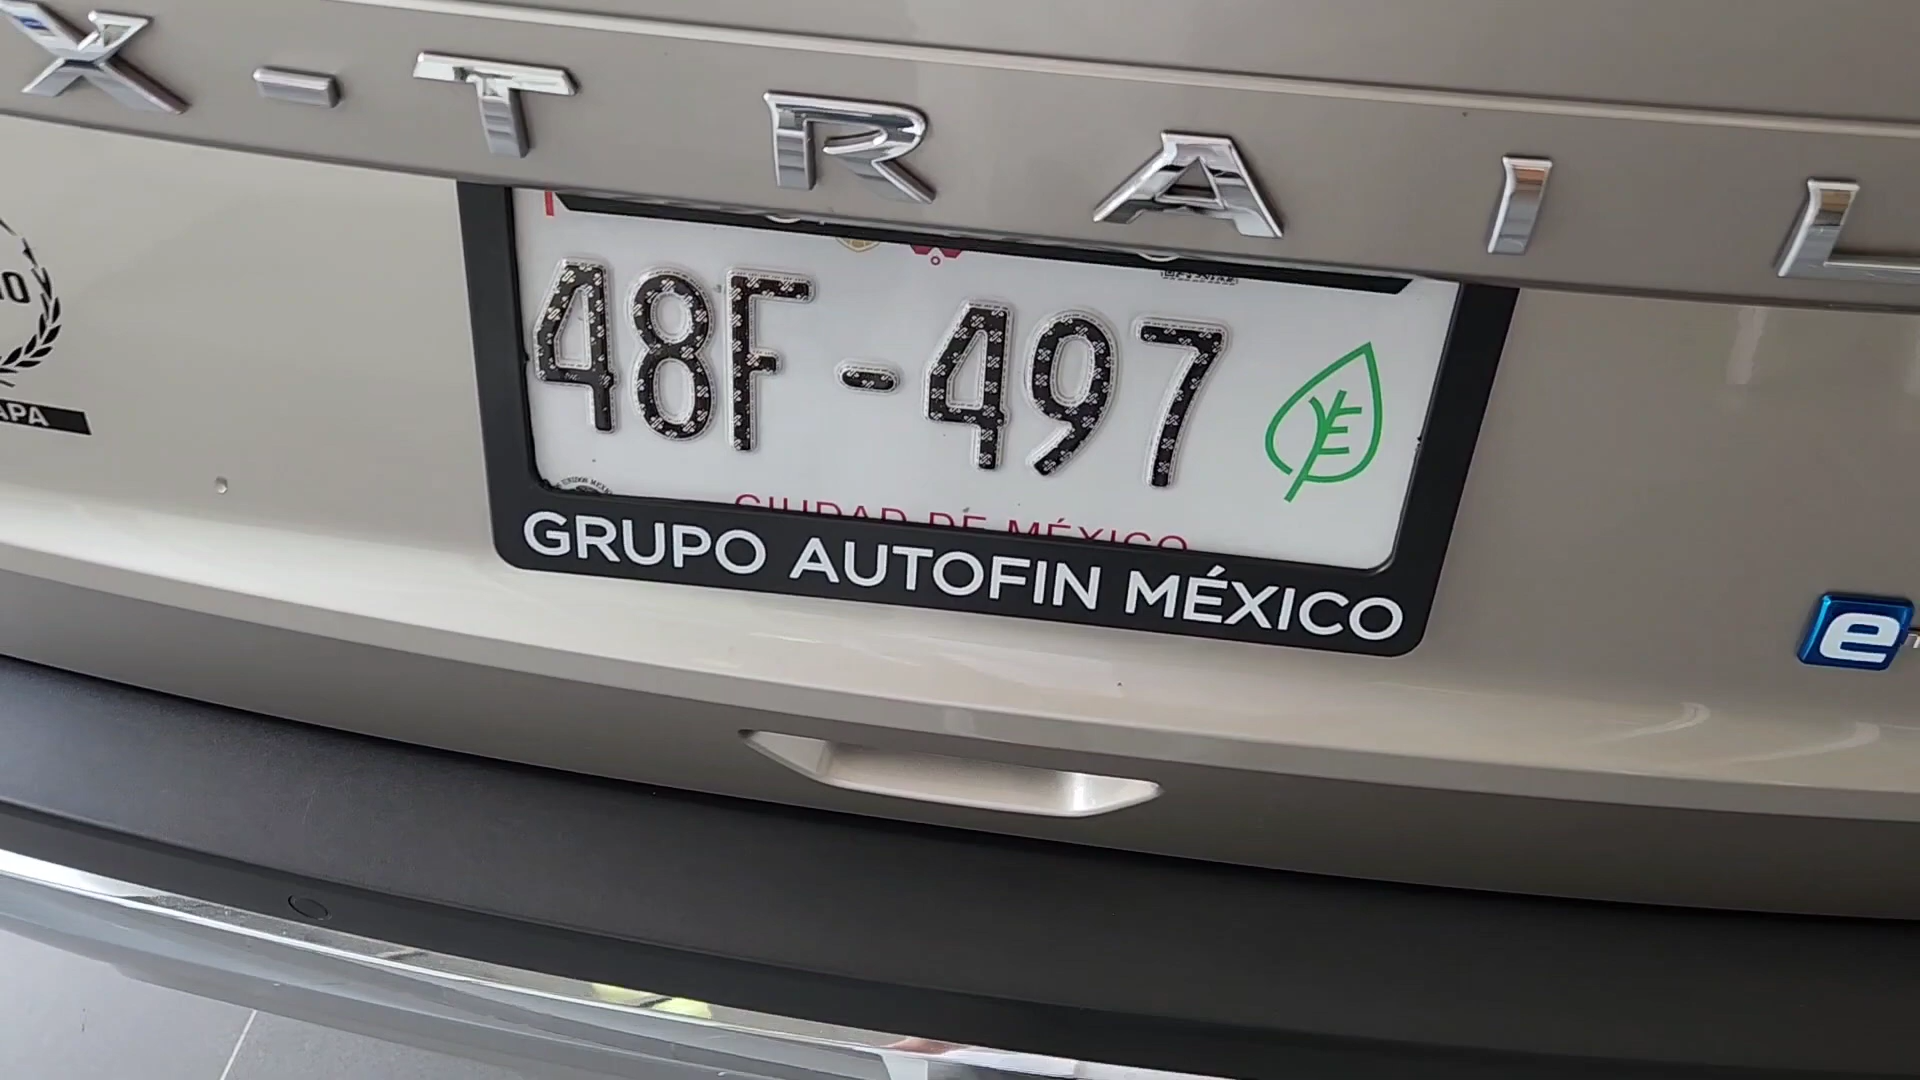 X-TRAIL
48F-497
CIUDAD DE MÉXICO
GRUPO AUTOFIN MÉXICO
e